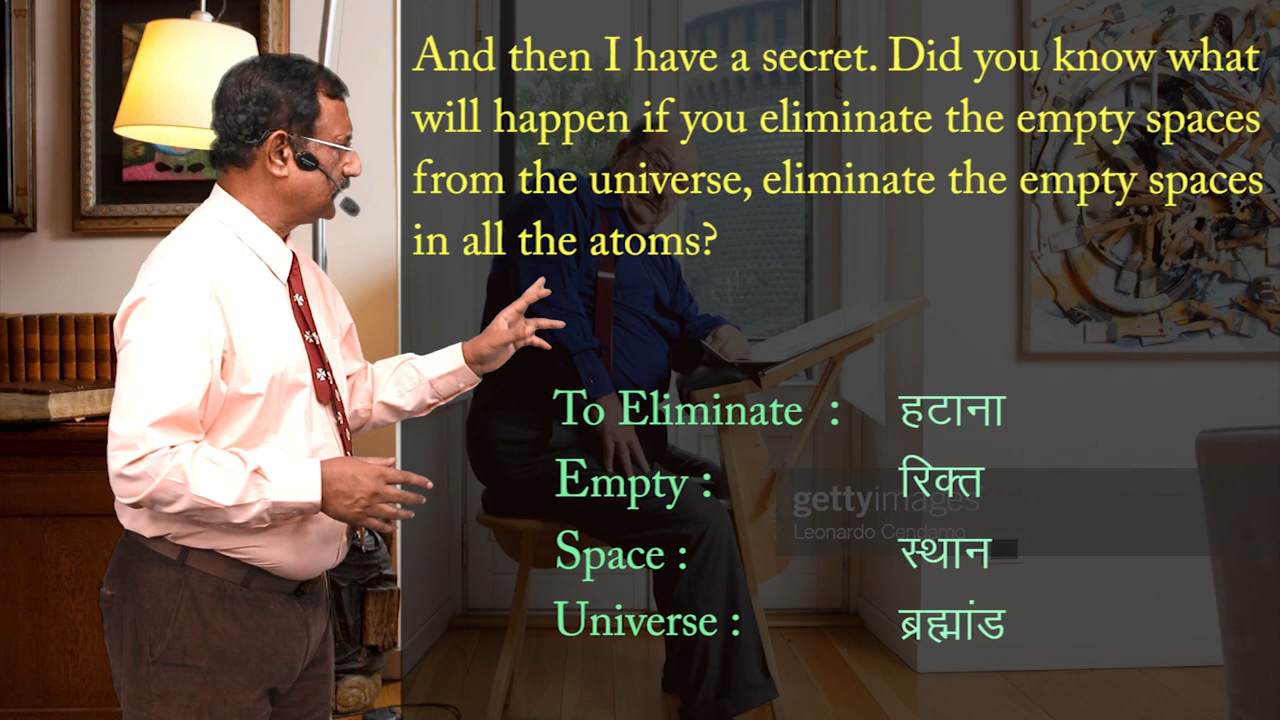 And then I have a secret. Did you know what
will happen if you eliminate the empty spaces
from the universe, eliminate the empty spaces
in all the atoms?
To Eliminate : हटाना
Empty : रिक्त
gettyimages
Leonardo Cendamo
Space : स्थान
Universe : ब्रह्मांड